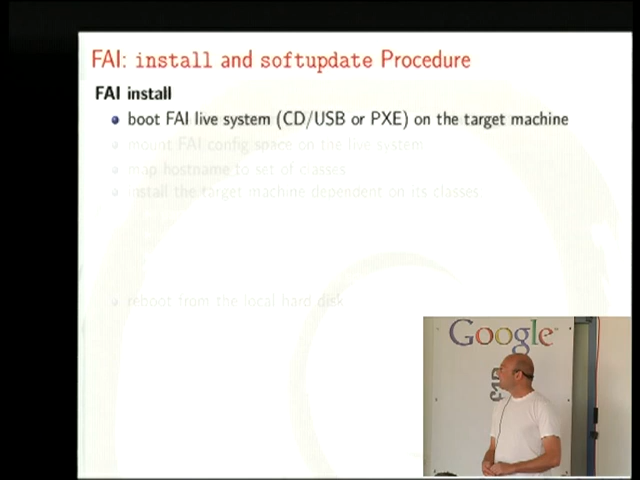 FAI: install and softupdate Procedure
FAI install
boot FAI live system (CD/USB or PXE) on the target machine
mount FAI config space on the live system
map hostname to set of classes
install the target machine dependent on its classes
reboot from the local hard disk
Google